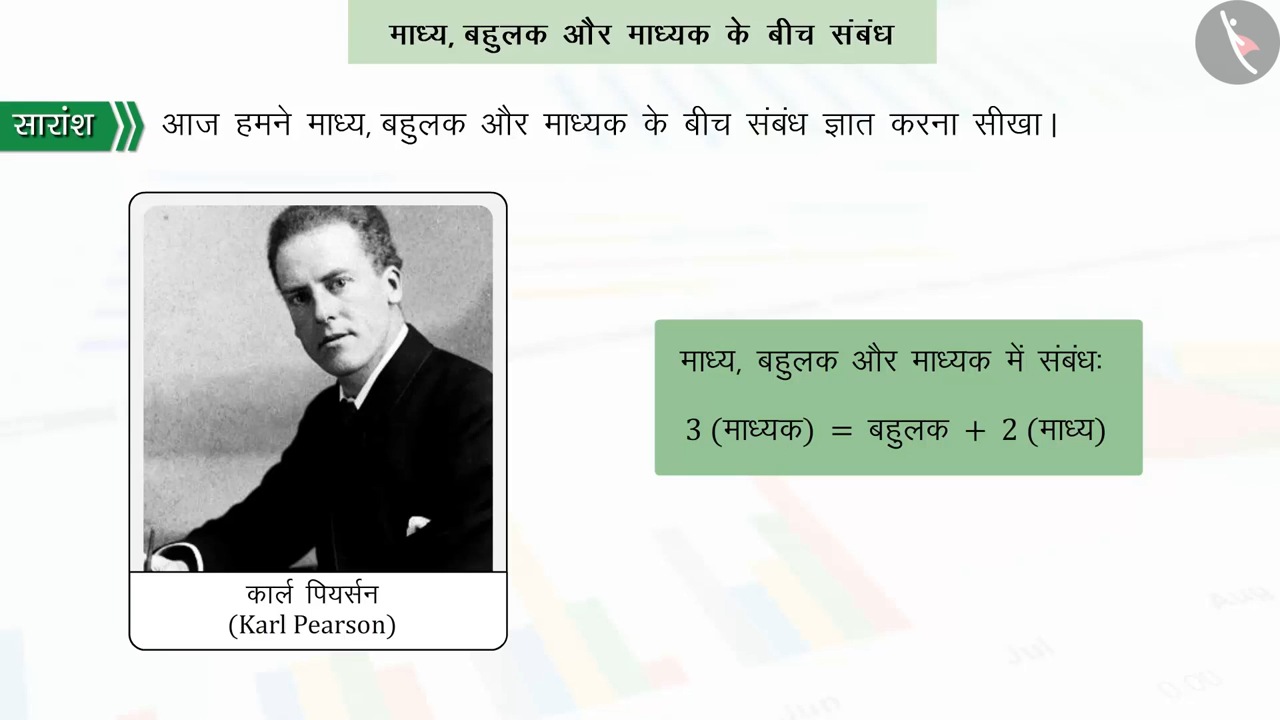 माध्य, बहुलक और माध्यक के बीच संबंध
सारांश
आज हमने माध्य, बहुलक और माध्यक के बीच संबंध ज्ञात करना सीखा।
माध्य, बहुलक और माध्यक में संबंधः
3 (माध्यक) = बहुलक + 2 (माध्य)
कार्ल पियर्सन
(Karl Pearson)